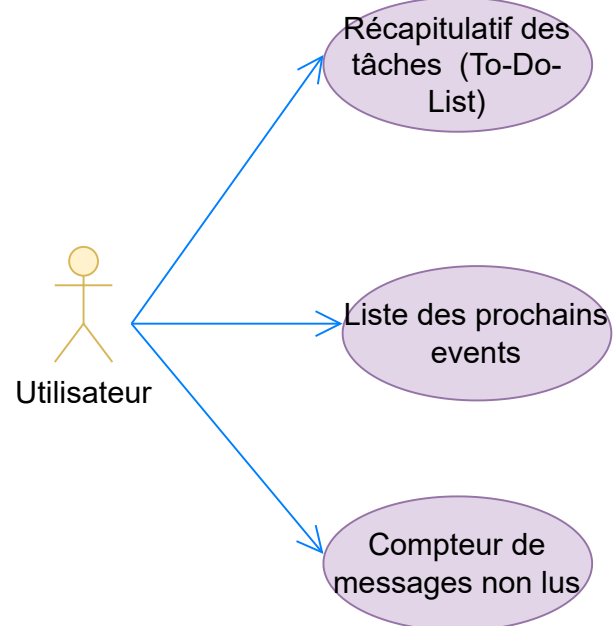 Récapitulatif des
tâches (To-Do-
List)
Liste des prochains
events
Utilisateur
Compteur de
messages non lus